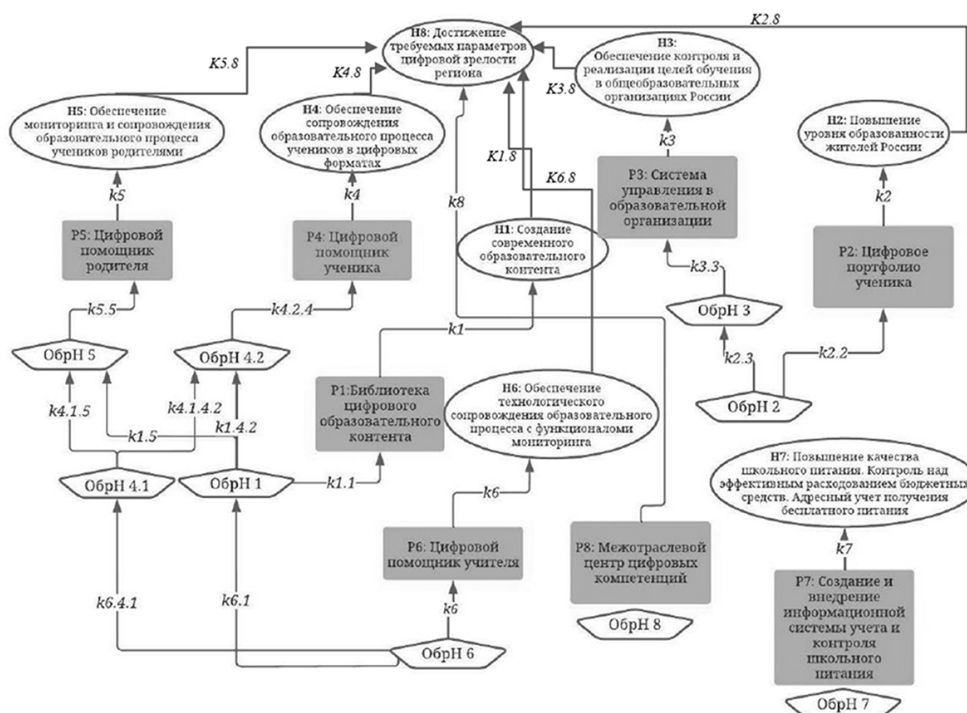 K2.8
H8: Достижение
требуемых параметров
цифровой зрелости
региона
K5.8
K4.8
K3.8
H3:
Обеспечение контроля и
реализации целей обучения
в общеобразовательных
организациях России
H5: Обеспечение
мониторинга и сопровождения
образовательного процесса
учеников родителями
H4: Обеспечение
сопровождения
образовательного процесса
учеников в цифровых
форматах
H2: Повышение
уровня образованности
жителей России
K1.8
K6.8
k8
k5
k4
k3
k2
P5: Цифровой
помощник
родителя
P4: Цифровой
помощник
ученика
H1: Создание
современного
образовательного
контента
P3: Система
управления в
образовательной
организации
P2: Цифровое
портфолио
ученика
k5.5
k4.2.4
k1
k3.3
ОбрН 3
ОбрН 5
ОбрН 4.2
k2.3
k2.2
ОбрН 2
k4.1.5
k4.1.4.2
k1.5
k1.4.2
P1:Библиотека
цифрового
образовательного
контента
H6: Обеспечение
технологического
сопровождения образовательного
процесса с функционаломи
мониторинга
H7: Повышение качества
школьного питания. Контроль над
эффективным расходованием бюджетных
средств. Адресный учет получения
бесплатного питания
ОбрН 4.1
ОбрН 1
k1.1
k6
k7
P6: Цифровой
помощник учителя
P8: Межотраслевой
центр цифровых
компетенций
P7: Создание и
внедрение
информационной
системы учета и
контроля
школьного
питания
k6.4.1
k6.1
k6
ОбрН 8
ОбрН 6
ОбрН 7